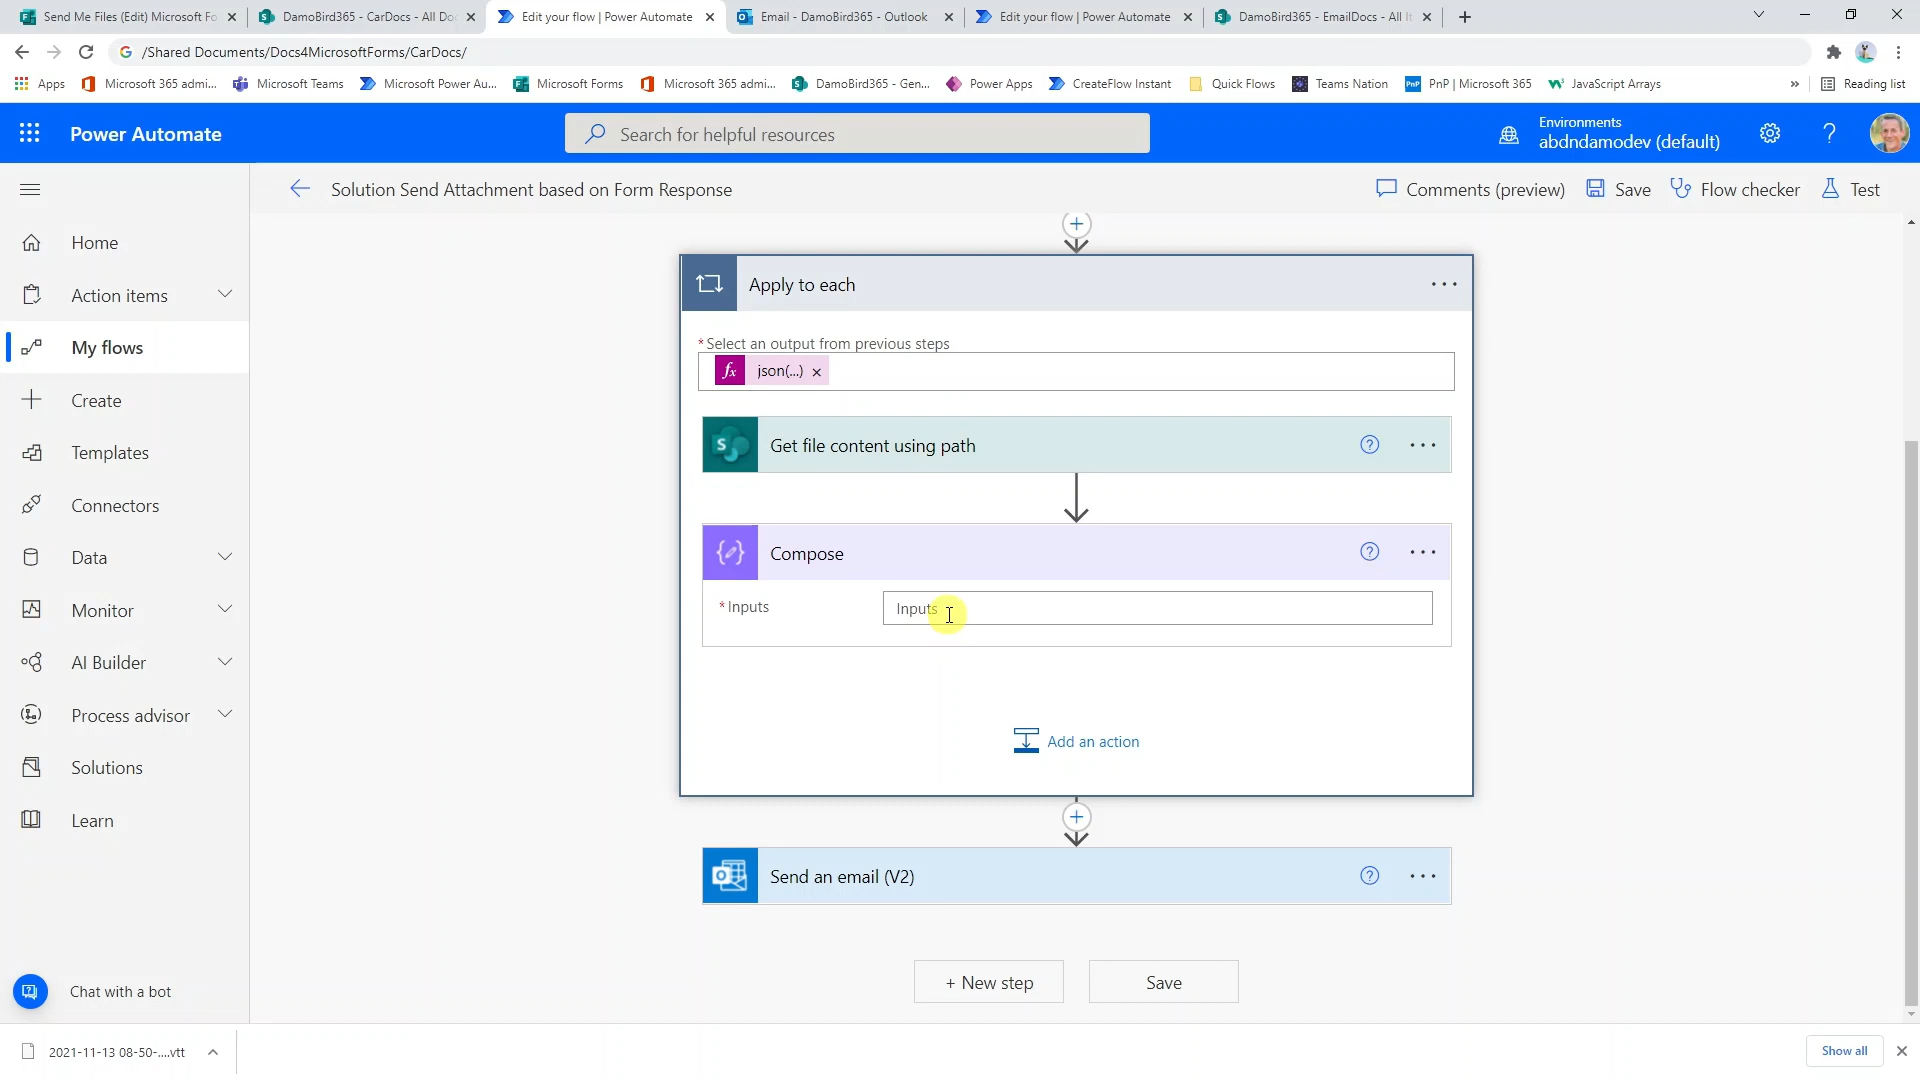 Send Me Files (Edit) Microsoft Fo
DamoBird365 - CarDocs - All Doc
Edit your flow | Power Automate
Email - DamoBird365 - Outlook
Edit your flow | Power Automate
DamoBird365 - EmailDocs - All It
/Shared Documents/Docs4MicrosoftForms/CarDocs/
Apps
Microsoft 365 admi...
Microsoft Teams
Microsoft Power Au...
Microsoft Forms
Microsoft 365 admi...
DamoBird365 - Gen...
Power Apps
CreateFlow Instant
Quick Flows
Teams Nation
PnP | Microsoft 365
JavaScript Arrays
Reading list
Power Automate
Search for helpful resources
Environments
abdndamodev (default)
Solution Send Attachment based on Form Response
Comments (preview)
Save
Flow checker
Test
Home
Action items
My flows
Create
Templates
Connectors
Data
Monitor
AI Builder
Process advisor
Solutions
Learn
Chat with a bot
Apply to each
* Select an output from previous steps
fx json(...) ×
Get file content using path
Compose
* Inputs
Inputs
Add an action
Send an email (V2)
+ New step
Save
2021-11-13 08-50-....vtt
Show all